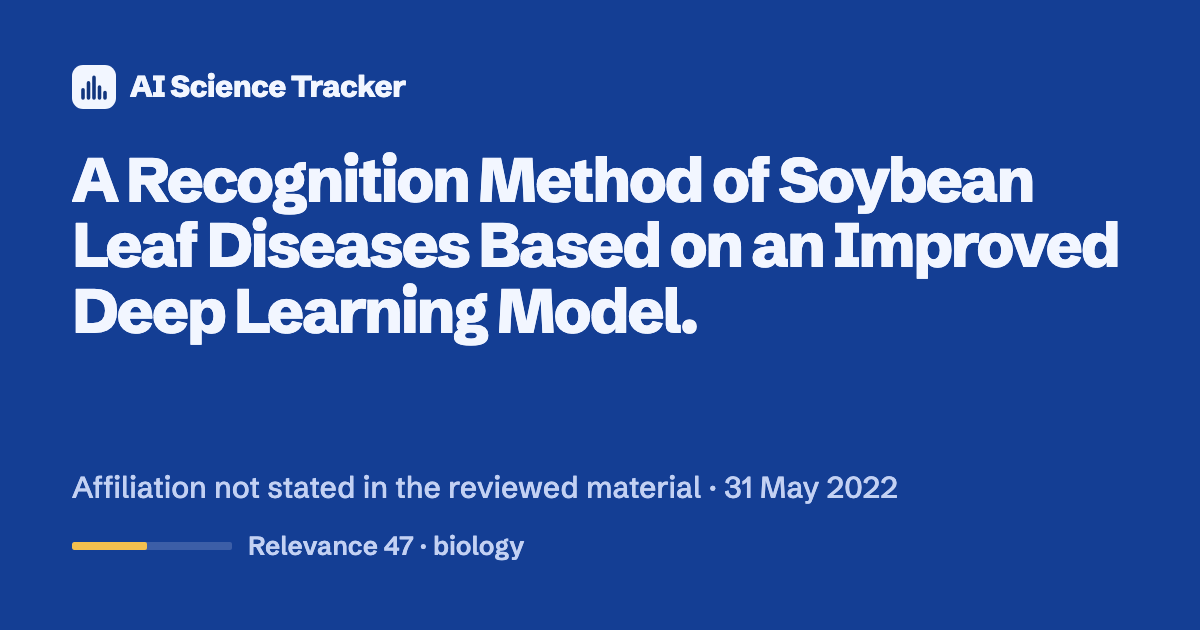 AI Science Tracker
A Recognition Method of Soybean
Leaf Diseases Based on an Improved
Deep Learning Model.
Affiliation not stated in the reviewed material · 31 May 2022
Relevance 47 · biology